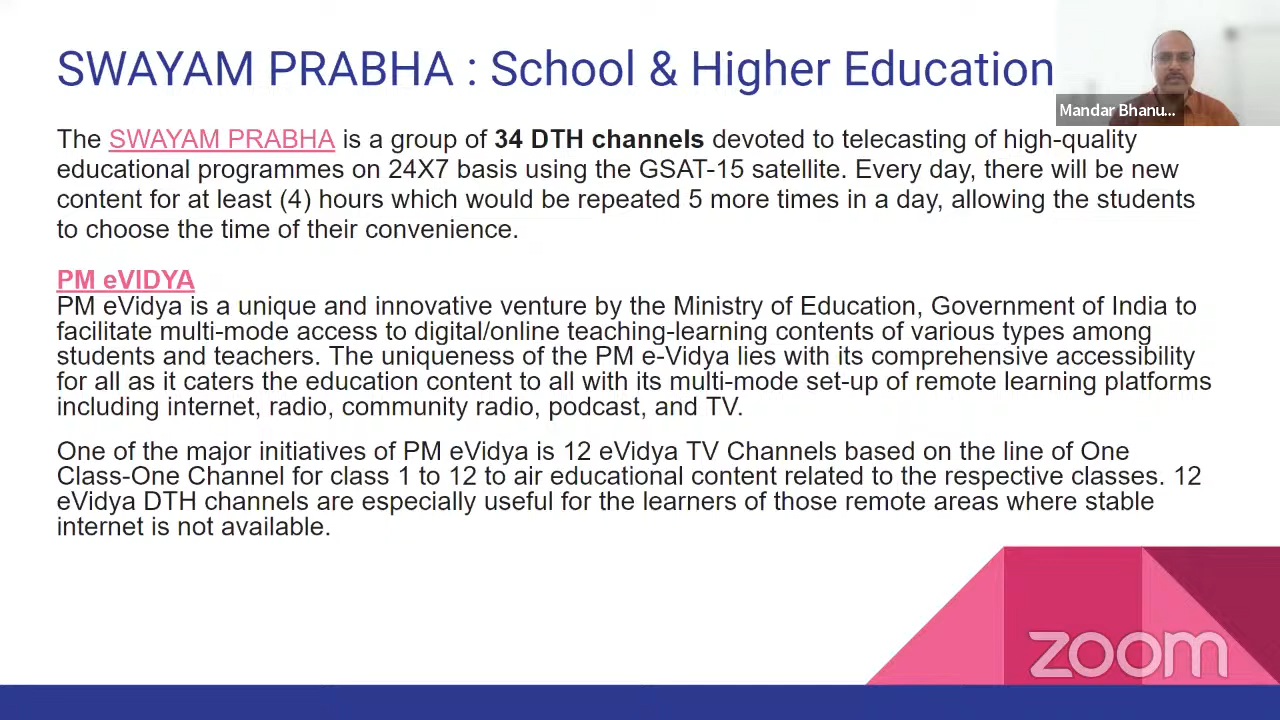 SWAYAM PRABHA : School & Higher Education
Mandar Bhanu...
The SWAYAM PRABHA is a group of 34 DTH channels devoted to telecasting of high-quality
educational programmes on 24X7 basis using the GSAT-15 satellite. Every day, there will be new
content for at least (4) hours which would be repeated 5 more times in a day, allowing the students
to choose the time of their convenience.
PM eVIDYA
PM eVidya is a unique and innovative venture by the Ministry of Education, Government of India to
facilitate multi-mode access to digital/online teaching-learning contents of various types among
students and teachers. The uniqueness of the PM e-Vidya lies with its comprehensive accessibility
for all as it caters the education content to all with its multi-mode set-up of remote learning platforms
including internet, radio, community radio, podcast, and TV.
One of the major initiatives of PM eVidya is 12 eVidya TV Channels based on the line of One
Class-One Channel for class 1 to 12 to air educational content related to the respective classes. 12
eVidya DTH channels are especially useful for the learners of those remote areas where stable
internet is not available.
zoom